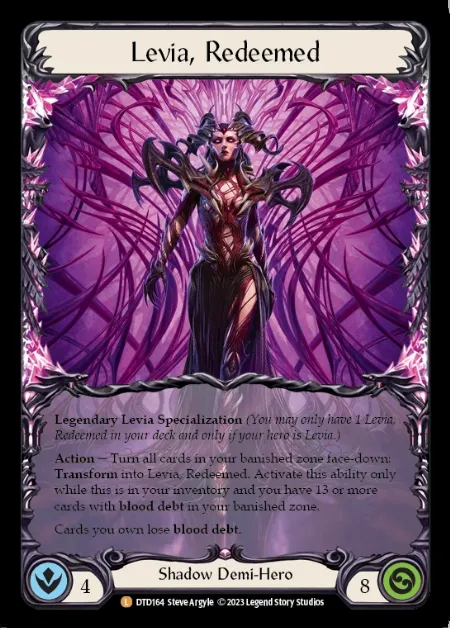 Levia, Redeemed
Legendary Levia Specialization (You may only have 1 Levia,
Redeemed in your deck and only if your hero is Levia.)
Action — Turn all cards in your banished zone face-down:
Transform into Levia, Redeemed. Activate this ability only
while this is in your inventory and you have 13 or more
cards with blood debt in your banished zone.
Cards you own lose blood debt.
4
Shadow Demi-Hero
8
L DTD164 Steve Argyle © 2023 Legend Story Studios